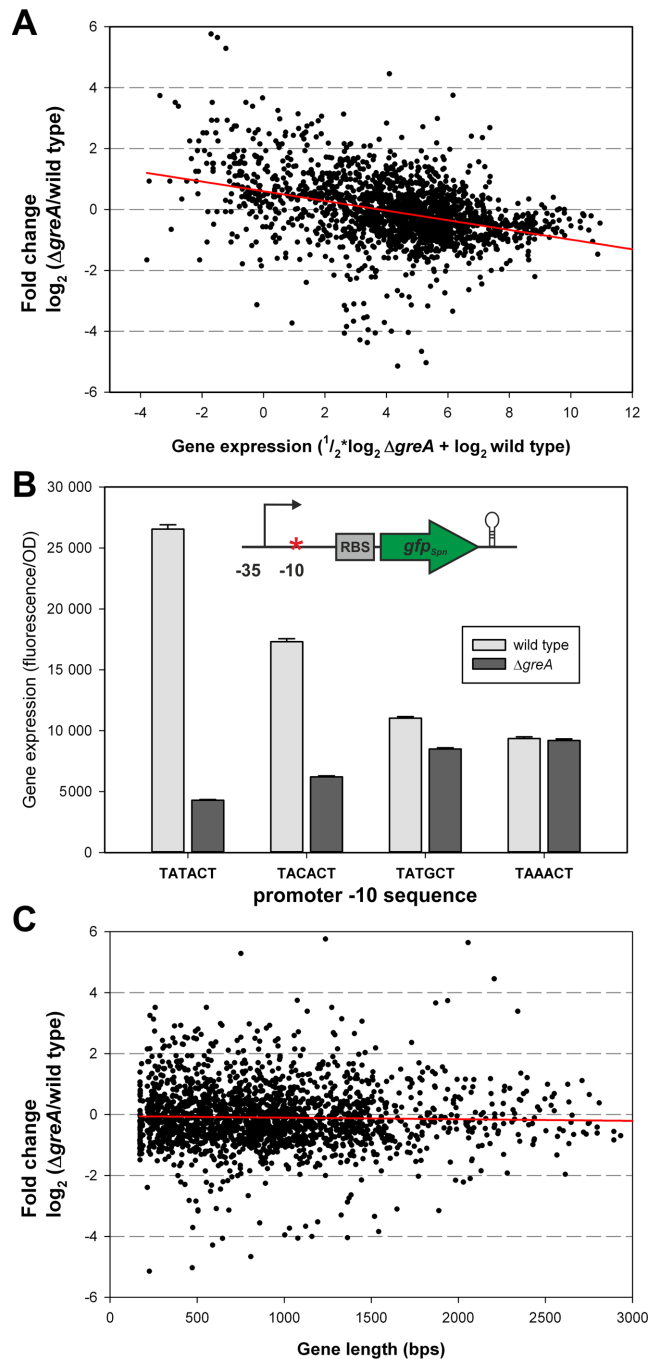 A
Fold change
log₂ (ΔgreA/wild type)
6
4
2
0
-2
-4
-6
-4 -2 0 2 4 6 8 10 12
Gene expression (¹/₂*log₂ ΔgreA + log₂ wild type)
B
Gene expression (fluorescence/OD)
30 000
25 000
20 000
15 000
10 000
5000
0
*
RBS
gfpSpn
-35 -10
wild type
ΔgreA
TATACT TACACT TATGCT TAAACT
promoter -10 sequence
C
Fold change
log₂ (ΔgreA/wild type)
6
4
2
0
-2
-4
-6
0 500 1000 1500 2000 2500 3000
Gene length (bps)